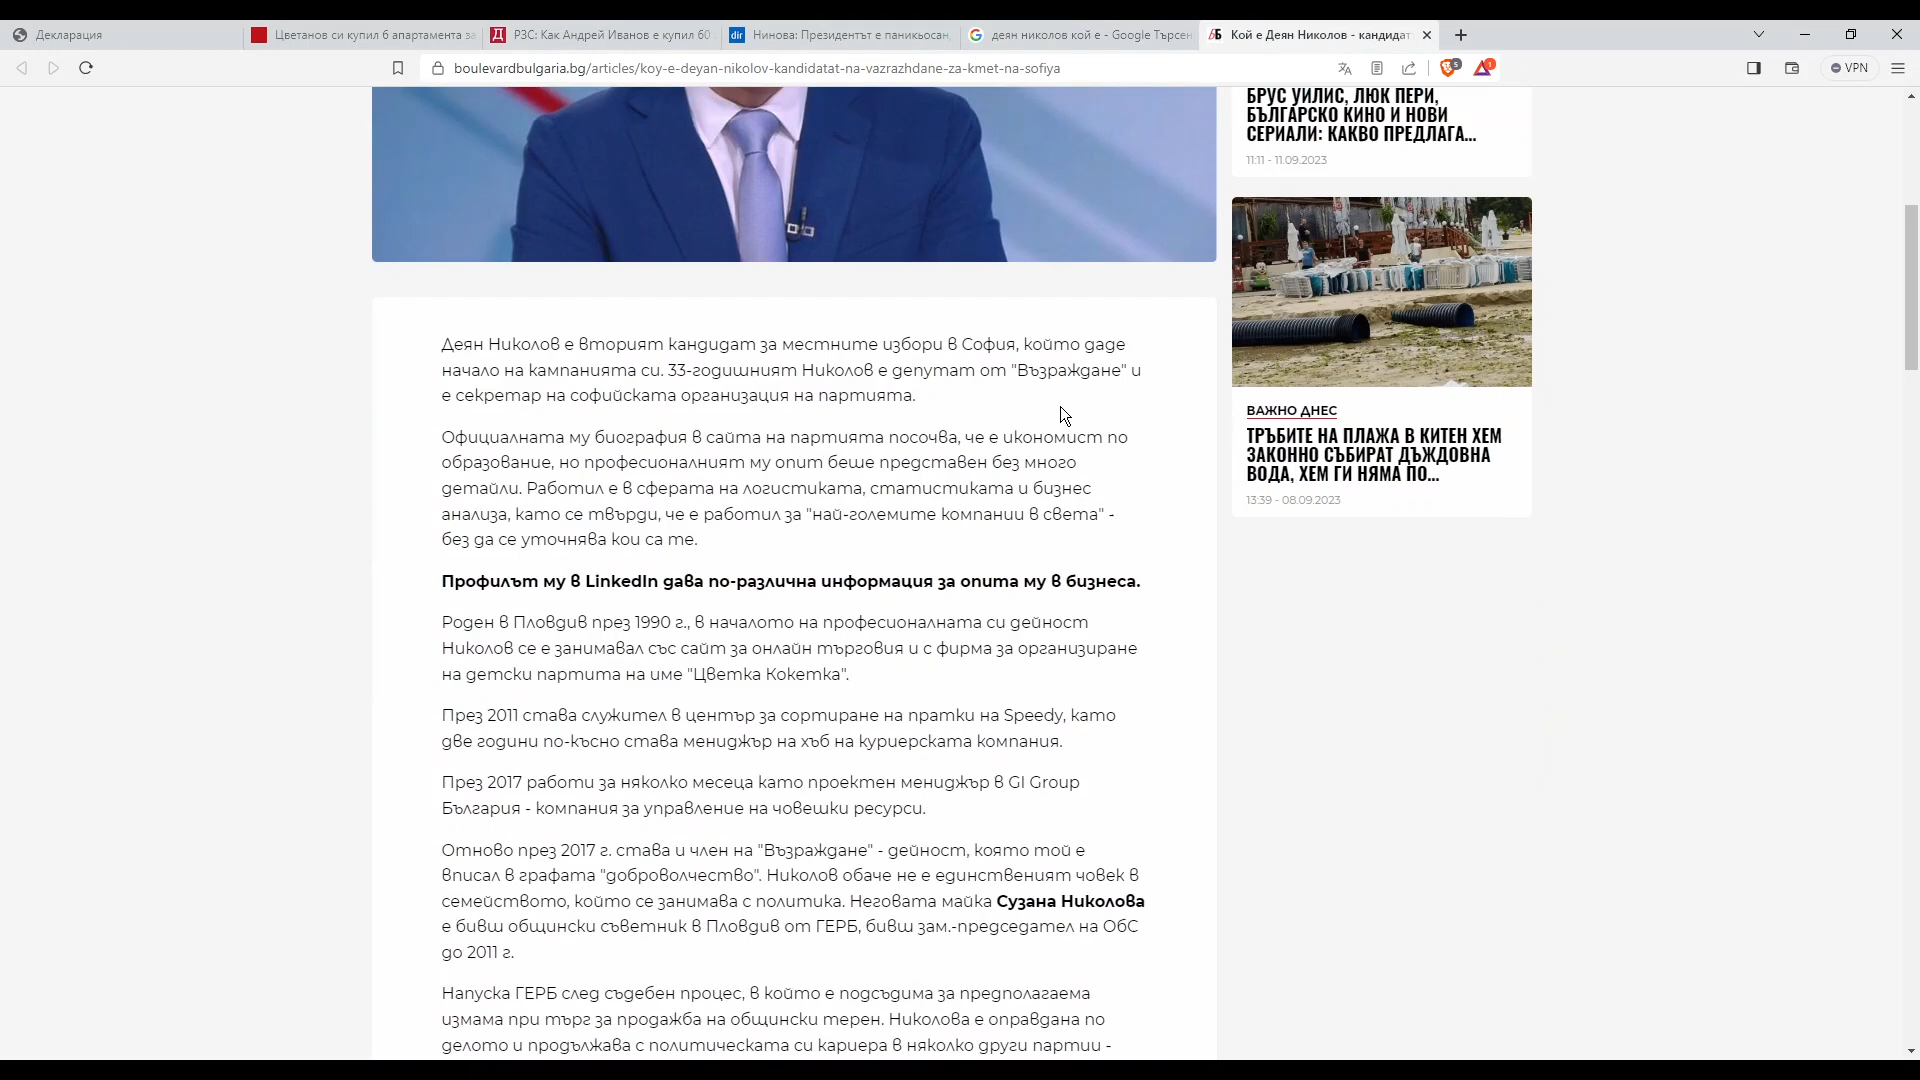 Декларация
Цветанов си купил 6 апартамента за
РЗС: Как Андрей Иванов е купил 60
dir
Нинова: Президентът е паникьосан,
деян николов кой е - Google Търсен
Кой е Деян Николов - кандидат
boulevardbulgaria.bg/articles/koy-e-deyan-nikolov-kandidatat-na-vazrazhdane-za-kmet-na-sofiya
5
1
VPN
БРУС УИЛИС, ЛЮК ПЕРИ,
БЪЛГАРСКО КИНО И НОВИ
СЕРИАЛИ: КАКВО ПРЕДЛАГА...
11:11 - 11.09.2023
ВАЖНО ДНЕС
ТРЪБИТЕ НА ПЛАЖА В КИТЕН ХЕМ
ЗАКОННО СЪБИРАТ ДЪЖДОВНА
ВОДА, ХЕМ ГИ НЯМА ПО...
13:39 - 08.09.2023
Деян Николов е вторият кандидат за местните избори в София, който даде
начало на кампанията си. 33-годишният Николов е депутат от "Възраждане" и
е секретар на софийската организация на партията.
Официалната му биография в сайта на партията посочва, че е икономист по
образование, но професионалният му опит беше представен без много
детайли. Работил е в сферата на логистиката, статистиката и бизнес
анализа, като се твърди, че е работил за "най-големите компании в света" -
без да се уточнява кои са те.
Профилът му в LinkedIn дава по-различна информация за опита му в бизнеса.
Роден в Пловдив през 1990 г., в началото на професионалната си дейност
Николов се е занимавал със сайт за онлайн търговия и с фирма за организиране
на детски партита на име "Цветка Кокетка".
През 2011 става служител в център за сортиране на пратки на Speedy, като
две години по-късно става мениджър на хъб на куриерската компания.
През 2017 работи за няколко месеца като проектен мениджър в GI Group
България - компания за управление на човешки ресурси.
Отново през 2017 г. става и член на "Възраждане" - дейност, която той е
вписал в графата "доброволчество". Николов обаче не е единственият човек в
семейството, който се занимава с политика. Неговата майка Сузана Николова
е бивш общински съветник в Пловдив от ГЕРБ, бивш зам.-председател на ОбС
до 2011 г.
Напуска ГЕРБ след съдебен процес, в който е подсъдима за предполагаема
измама при търг за продажба на общински терен. Николова е оправдана по
делото и продължава с политическата си кариера в няколко други партии -